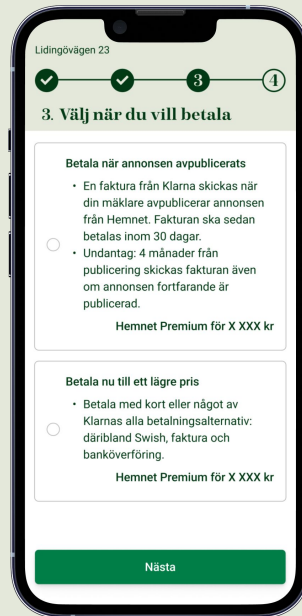 Lidingövägen 23
3
4
3. Välj när du vill betala
Betala när annonsen avpublicerats
• En faktura från Klarna skickas när
din mäklare avpublicerar annonsen
från Hemnet. Fakturan ska sedan
betalas inom 30 dagar.
• Undantag: 4 månader från
publicering skickas fakturan även
om annonsen fortfarande är
publicerad.
Hemnet Premium för X XXX kr
Betala nu till ett lägre pris
• Betala med kort eller något av
Klarnas alla betalningsalternativ:
däribland Swish, faktura och
banköverföring.
Hemnet Premium för X XXX kr
Nästa